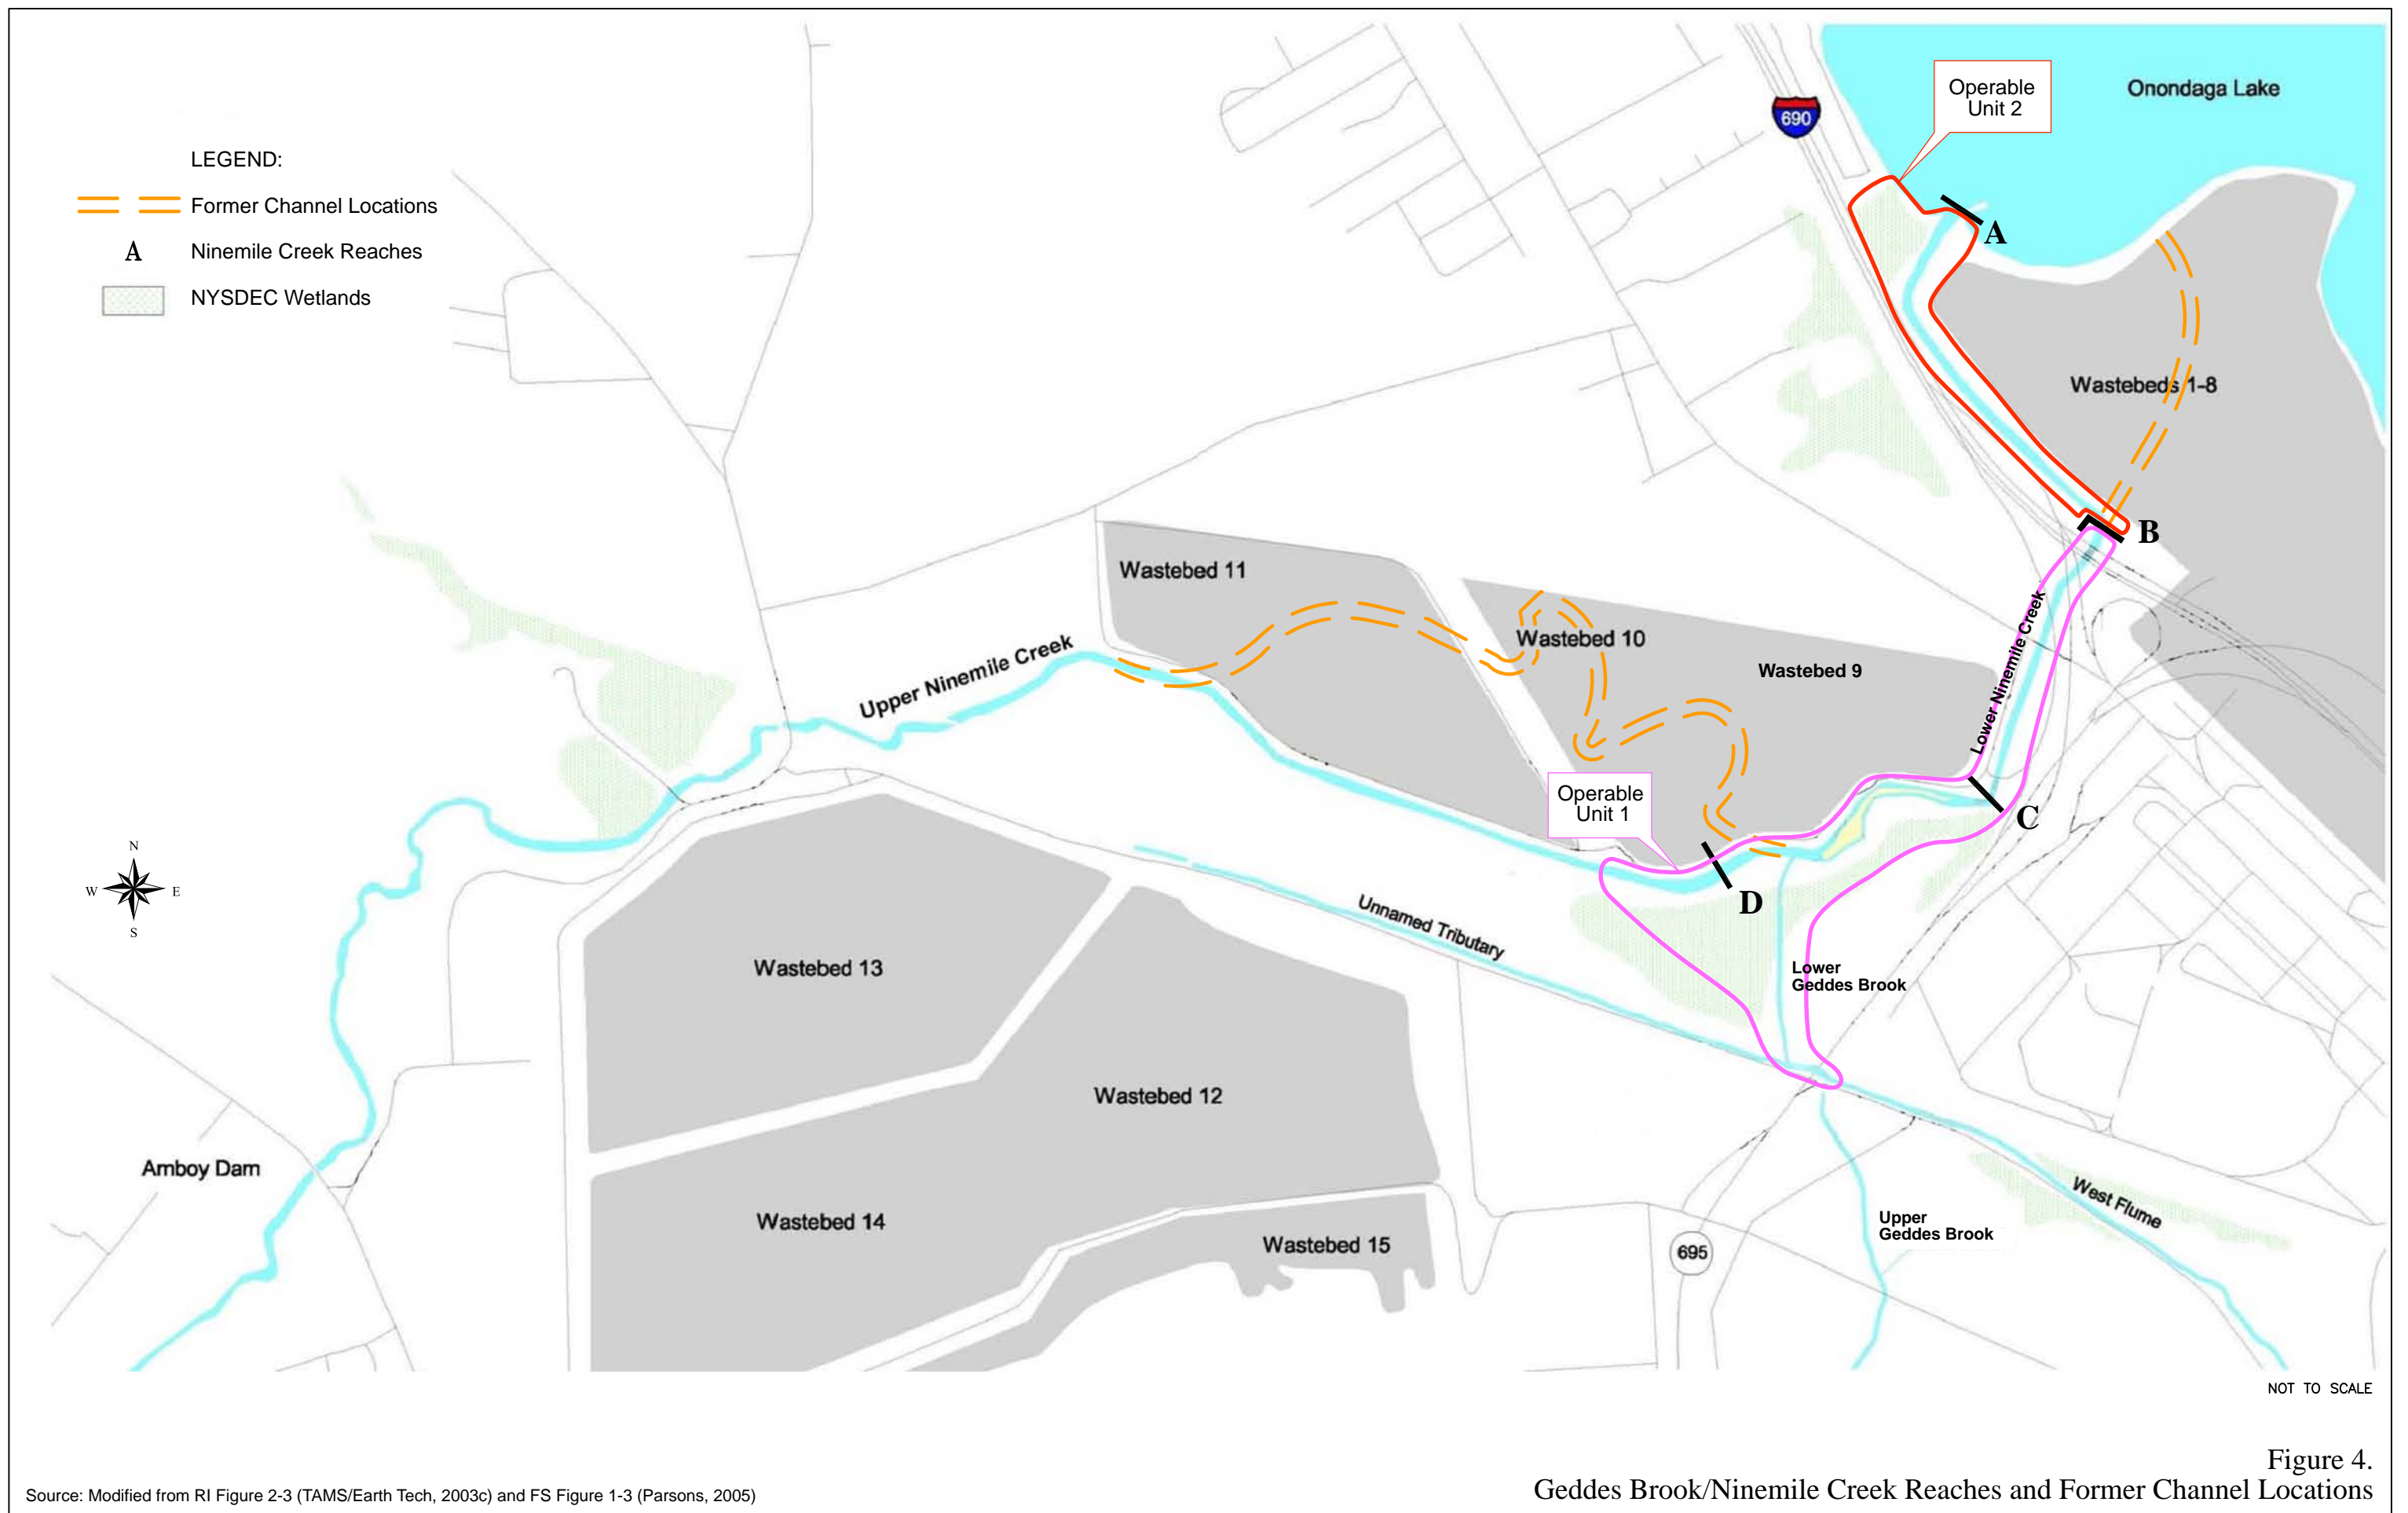 LEGEND:
Former Channel Locations
A
Ninemile Creek Reaches
NYSDEC Wetlands
690
Operable
Unit 2
Onondaga Lake
A
Wastebeds 1-8
B
Wastebed 11
Wastebed 10
Wastebed 9
Upper Ninemile Creek
Lower Ninemile Creek
Operable
Unit 1
C
D
N
W
E
S
Unnamed Tributary
Wastebed 13
Lower
Geddes Brook
Wastebed 12
Amboy Dam
Wastebed 14
Wastebed 15
695
Upper
Geddes Brook
West Flume
NOT TO SCALE
Figure 4.
Geddes Brook/Ninemile Creek Reaches and Former Channel Locations
Source: Modified from RI Figure 2-3 (TAMS/Earth Tech, 2003c) and FS Figure 1-3 (Parsons, 2005)